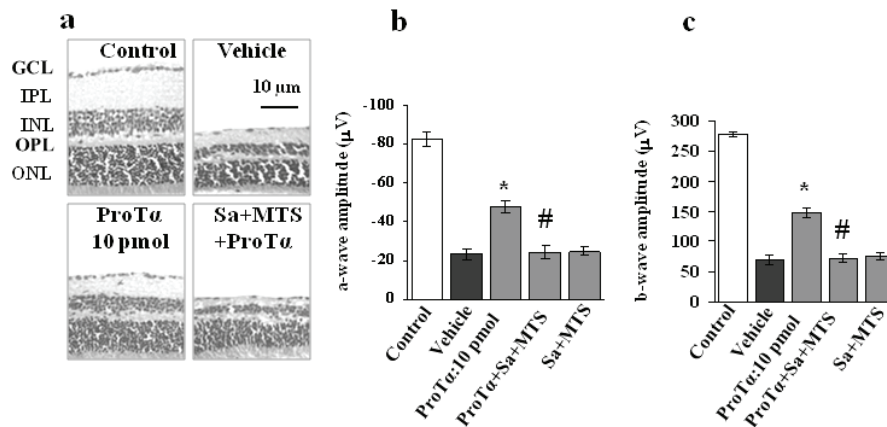 a
Control
Vehicle
GCL
IPL
INL
OPL
ONL
10 μm
ProTα
10 pmol
Sa+MTS
+ProTα
b
a-wave amplitude (μV)
-100
-80
-60
-40
-20
0
*
#
Control
Vehicle
ProTα:10 pmol
ProTα+Sa+MTS
Sa+MTS
c
b-wave amplitude (μV)
300
250
200
150
100
50
0
*
#
Control
Vehicle
ProTα:10 pmol
ProTα+Sa+MTS
Sa+MTS